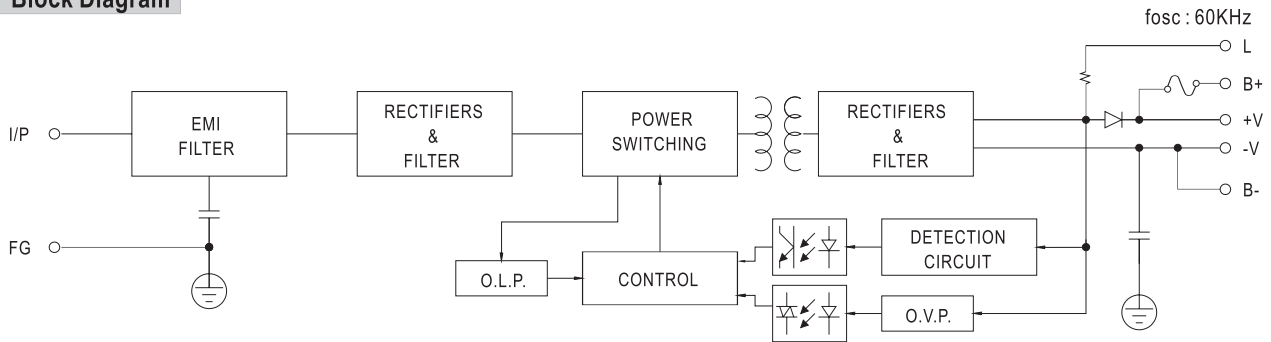 Block Diagram
fosc : 60KHz
L
B+
+V
-V
B-
I/P
FG
EMI
FILTER
RECTIFIERS
&
FILTER
POWER
SWITCHING
RECTIFIERS
&
FILTER
O.L.P.
CONTROL
DETECTION
CIRCUIT
O.V.P.